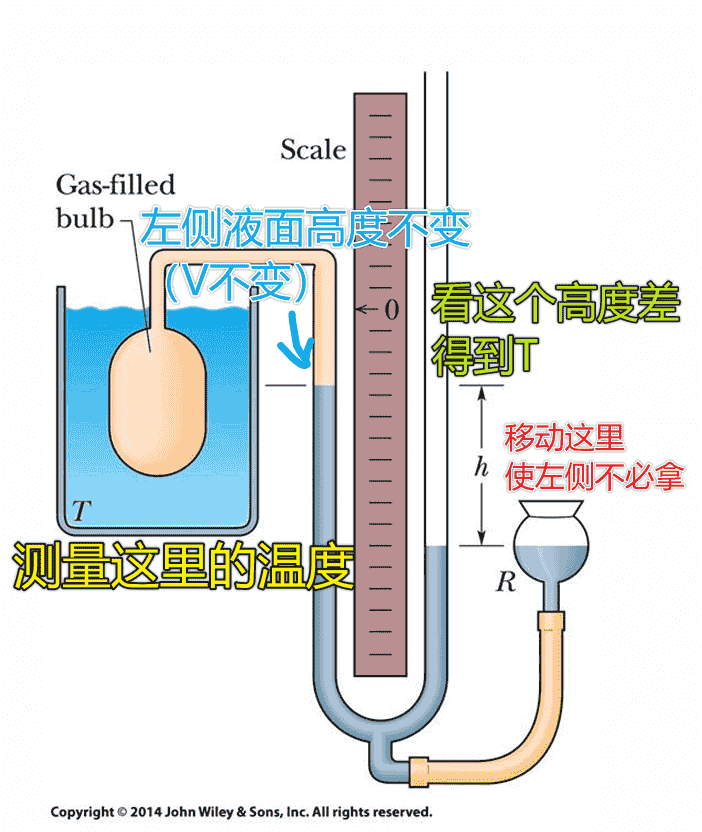 Scale
Gas-filled
bulb
左侧液面高度不变
（V不变）
0
看这个高度差
得到T
移动这里
使左侧不必拿
h
T
测量这里的温度
R
Copyright © 2014 John Wiley & Sons, Inc. All rights reserved.